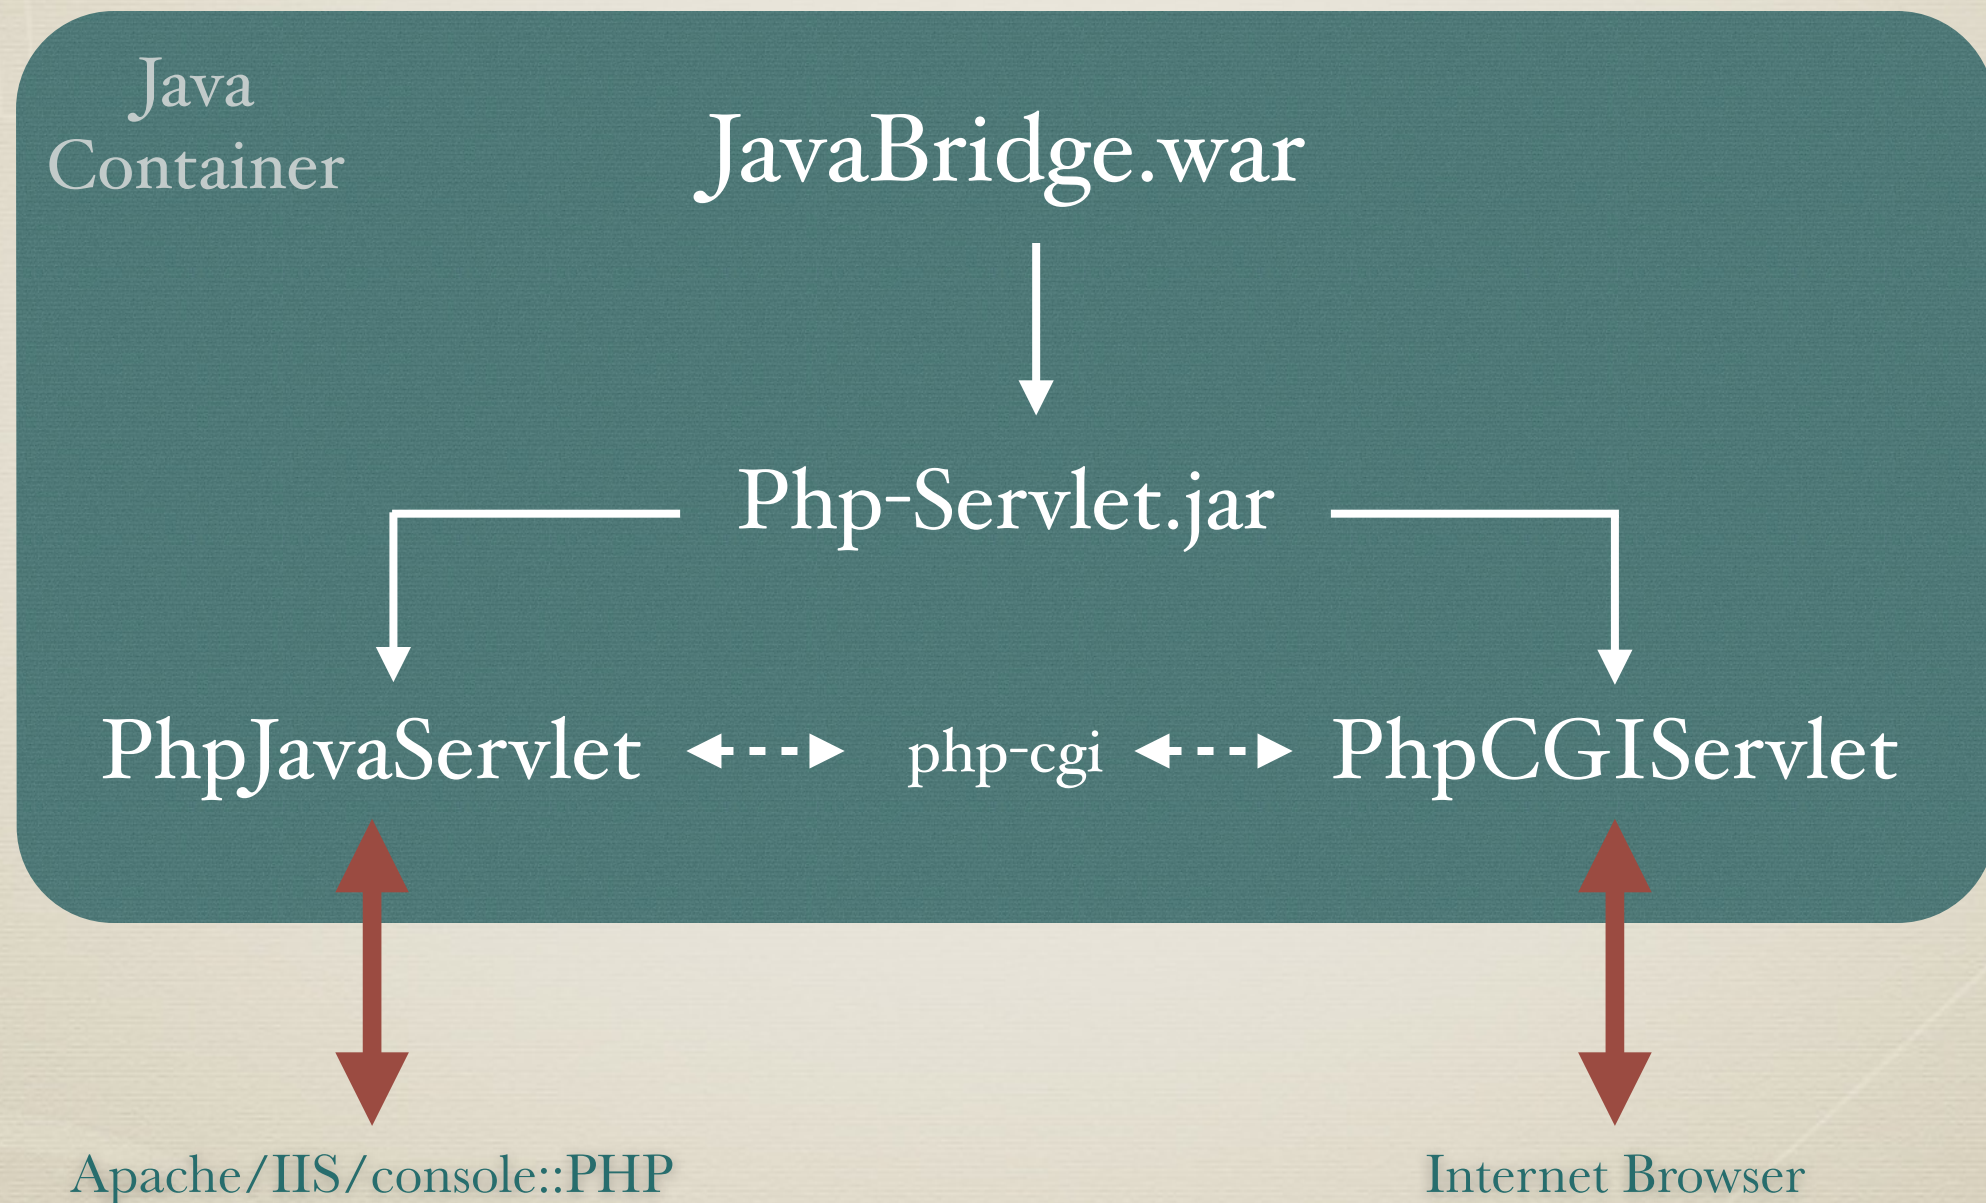 Java
Container
JavaBridge.war
Php-Servlet.jar
PhpJavaServlet
php-cgi
PhpCGIServlet
Apache/IIS/console::PHP
Internet Browser